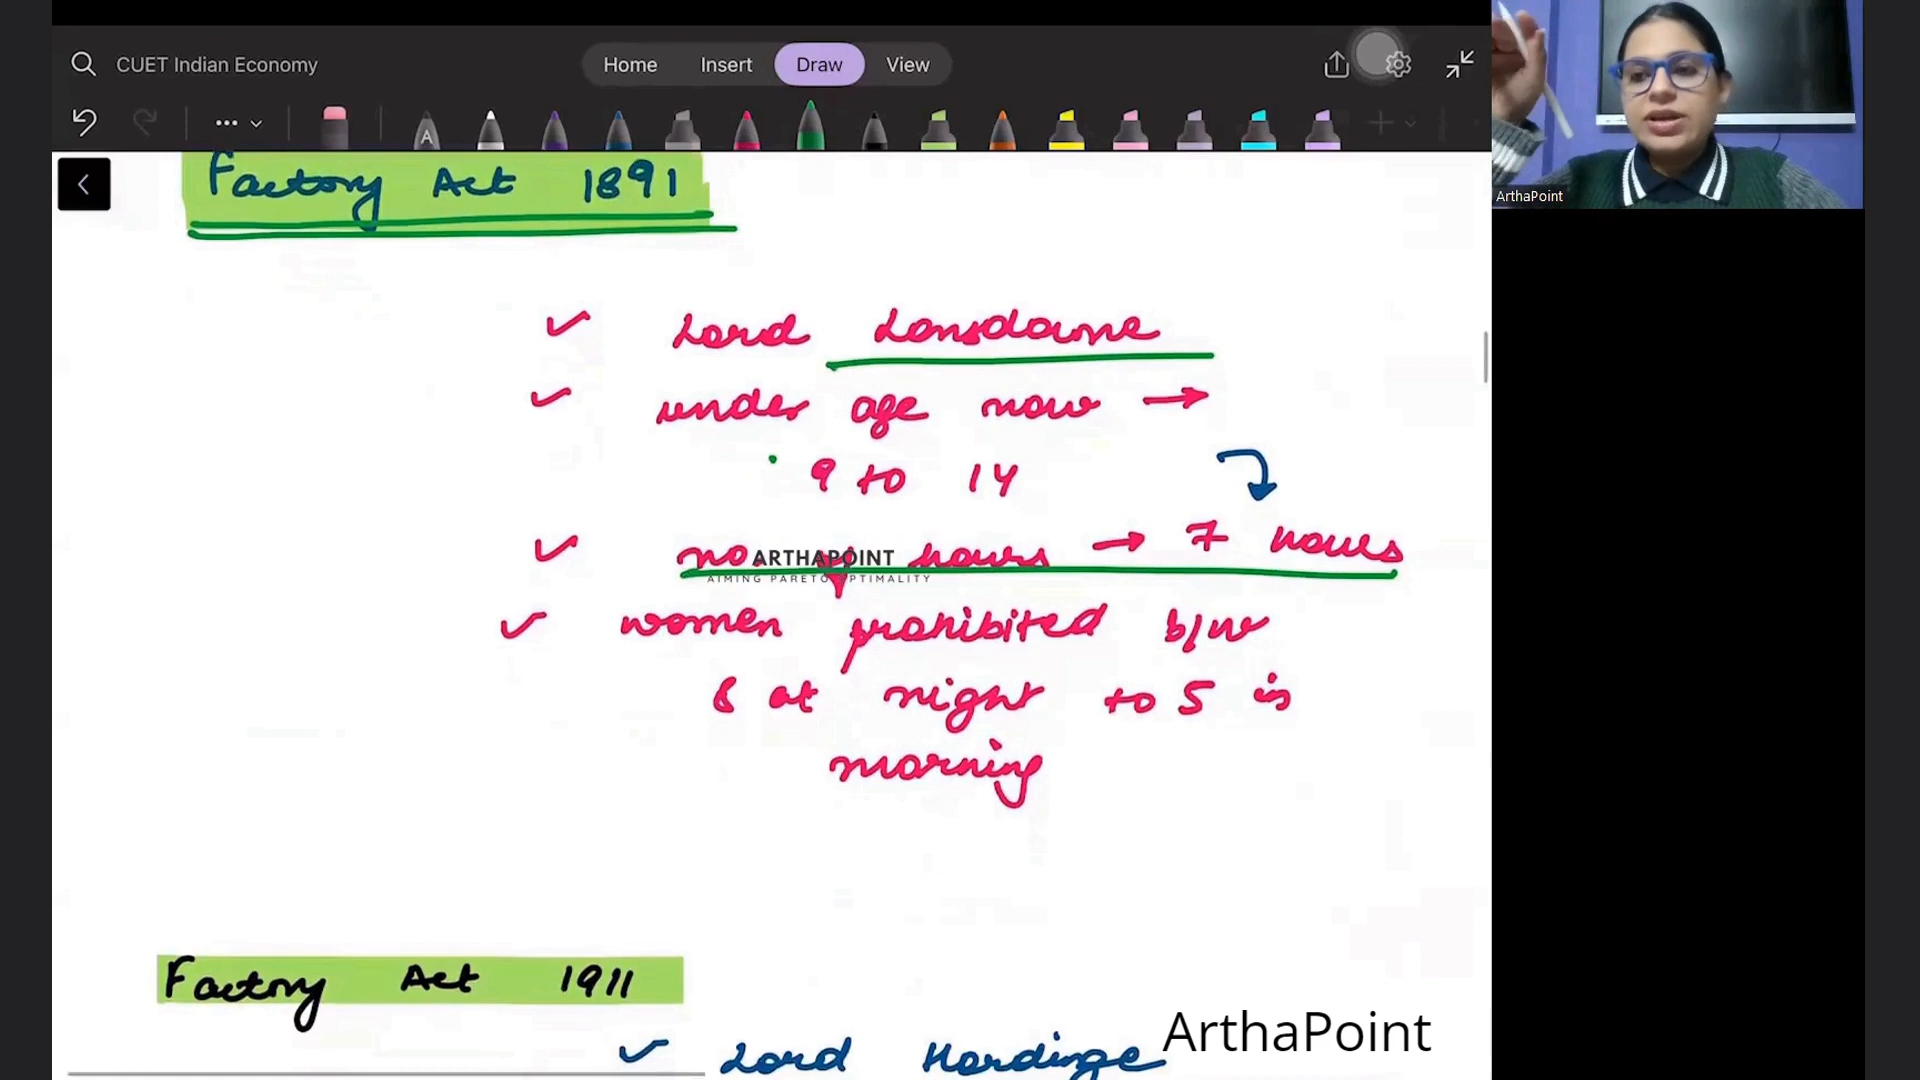 CUET Indian Economy
Home Insert Draw View
A
ArthaPoint
Factory Act 1891
Lord Lansdowne
under age now →
9 to 14
no. of hours → 7 hours
ARTHAPOINT
AIMING PARETO OPTIMALITY
women prohibited b/w
8 at night to 5 in
morning
Factory Act 1911
Lord Hardinge
ArthaPoint